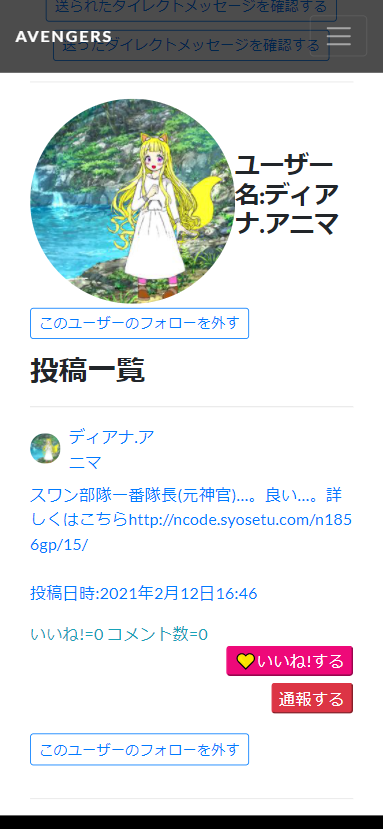 送られたダイレクトメッセージを確認する
AVENGERS
送ったダイレクトメッセージを確認する
ユーザー
名:ディア
ナ.アニマ
このユーザーのフォローを外す
投稿一覧
ディアナ.ア
ニマ
スワン部隊一番隊長(元神官)...。良い...。詳
しくはこちらhttp://ncode.syosetu.com/n185
6gp/15/
投稿日時:2021年2月12日16:46
いいね!=0 コメント数=0
いいね!する
通報する
このユーザーのフォローを外す